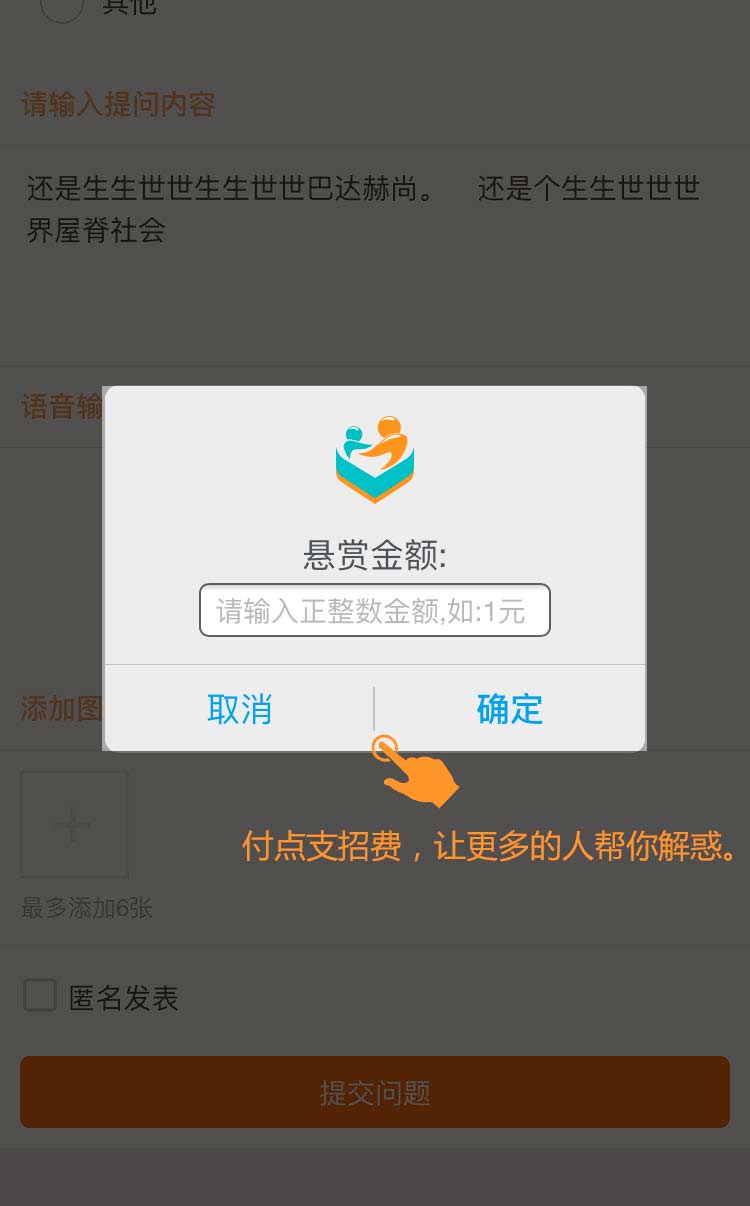 其他
请输入提问内容
还是生生世世生生世世巴达赫尚。 还是个生生世世世
界屋脊社会
语音输
悬赏金额:
请输入正整数金额,如:1元
添加图
取消 确定
付点支招费，让更多的人帮你解惑。
最多添加6张
匿名发表
提交问题